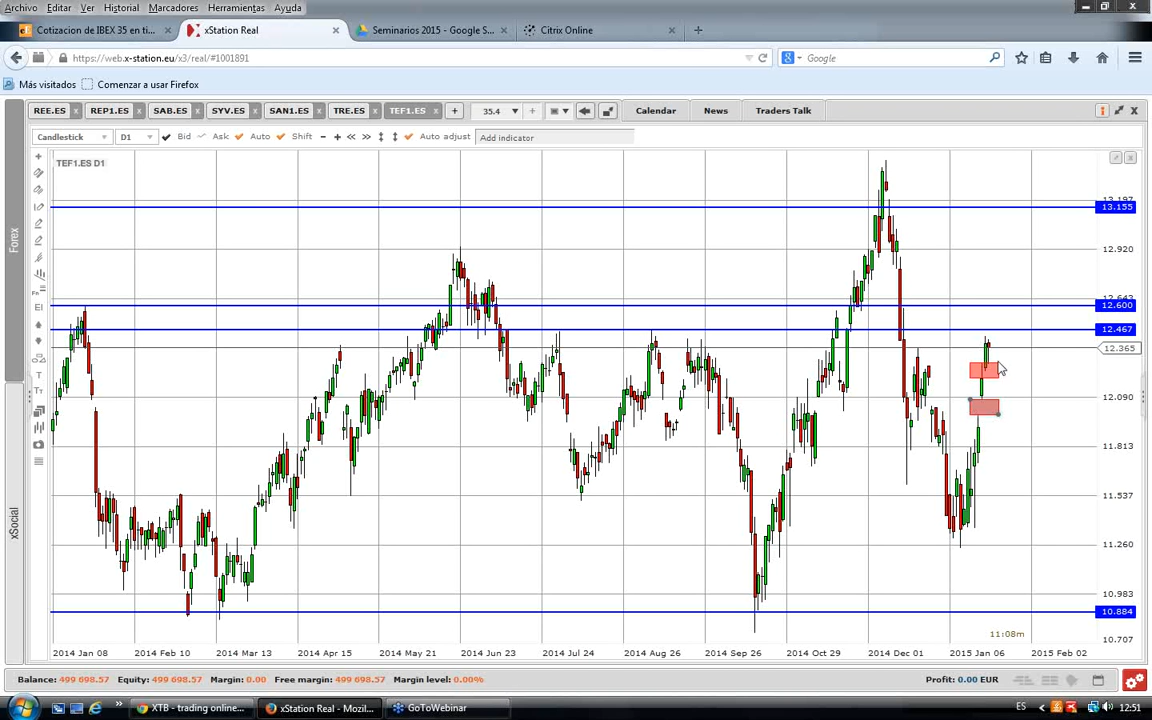 Archivo Editar Ver Historial Marcadores Herramientas Ayuda
Cotizacion de IBEX 35 en ti... × xStation Real × Seminarios 2015 - Google S... × Citrix Online × +
https://web.x-station.eu/x3/real/#1001891 Google
Más visitados Comenzar a usar Firefox
REE.ES x REP1.ES x SAB.ES x SYV.ES x SAN1.ES x TRE.ES x TEF1.ES x + 35.4 + Calendar News Traders Talk
Candlestick D1 Bid Ask Auto Shift - + Auto adjust Add indicator
TEF1.ES D1
13.197
13.155
12.920
12.643
12.600
12.467
12.365
12.090
11.813
11.537
11.260
10.983
10.884
10.707
11:08m
2014 Jan 08 2014 Feb 10 2014 Mar 13 2014 Apr 15 2014 May 21 2014 Jun 23 2014 Jul 24 2014 Aug 26 2014 Sep 26 2014 Oct 29 2014 Dec 01 2015 Jan 06 2015 Feb 02
Forex
xSocial
Fn
EI
T
TT
Balance: 499 698.57 Equity: 499 698.57 Margin: 0.00 Free margin: 499 698.57 Margin level: 0.00% Profit: 0.00 EUR
XTB - trading online... xStation Real - Mozil... GoToWebinar ES 12:51